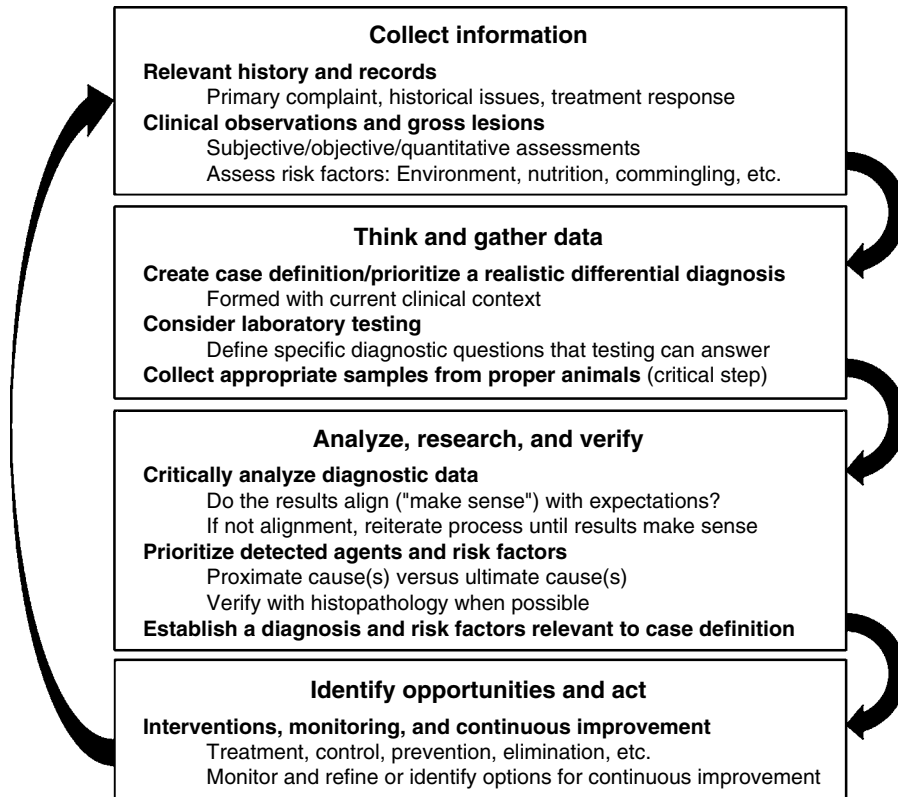 Collect information
Relevant history and records
Primary complaint, historical issues, treatment response
Clinical observations and gross lesions
Subjective/objective/quantitative assessments
Assess risk factors: Environment, nutrition, commingling, etc.
Think and gather data
Create case definition/prioritize a realistic differential diagnosis
Formed with current clinical context
Consider laboratory testing
Define specific diagnostic questions that testing can answer
Collect appropriate samples from proper animals (critical step)
Analyze, research, and verify
Critically analyze diagnostic data
Do the results align ("make sense") with expectations?
If not alignment, reiterate process until results make sense
Prioritize detected agents and risk factors
Proximate cause(s) versus ultimate cause(s)
Verify with histopathology when possible
Establish a diagnosis and risk factors relevant to case definition
Identify opportunities and act
Interventions, monitoring, and continuous improvement
Treatment, control, prevention, elimination, etc.
Monitor and refine or identify options for continuous improvement